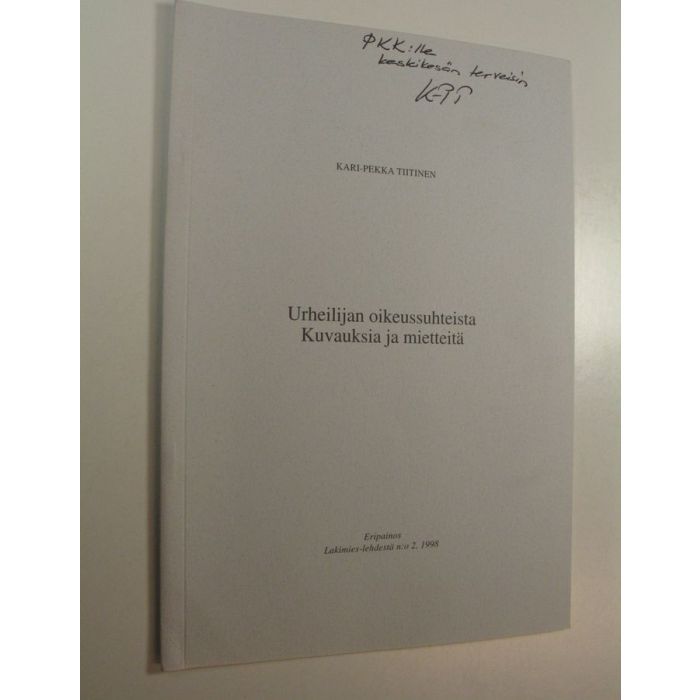 PKK:lle
keskikesän terveisin
K-PT
KARI-PEKKA TIITINEN
Urheilijan oikeussuhteista
Kuvauksia ja mietteitä
Eripainos
Lakimies-lehdestä n:o 2, 1998